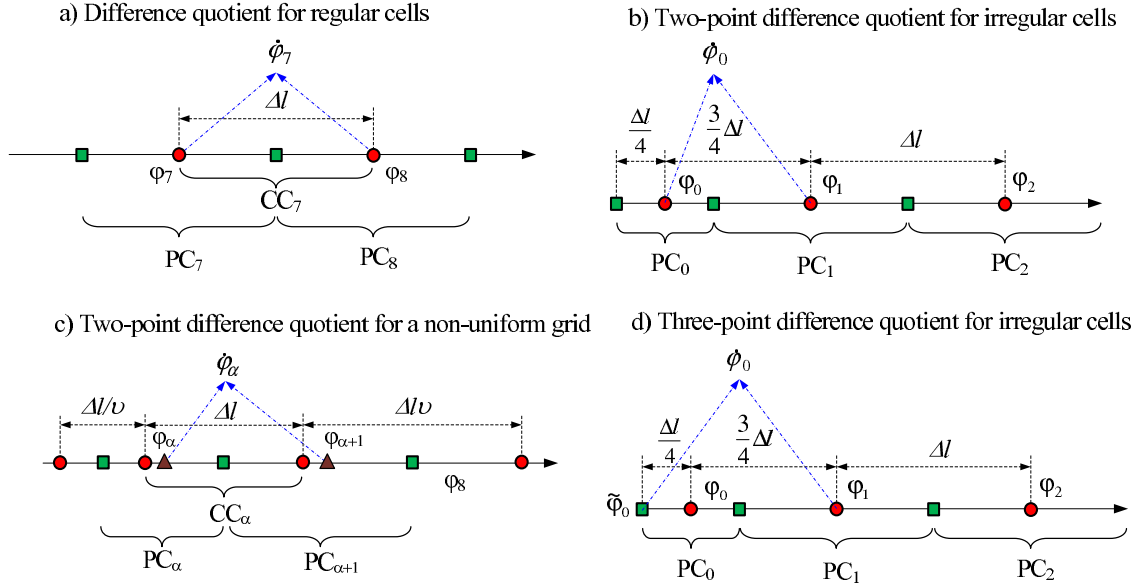 a) Difference quotient for regular cells
φ̇₇
Δl
φ₇
φ₈
CC₇
PC₇
PC₈
b) Two-point difference quotient for irregular cells
φ̇₀
Δl/4
3/4 Δl
Δl
φ₀
φ₁
φ₂
PC₀
PC₁
PC₂
c) Two-point difference quotient for a non-uniform grid
φ̇α
Δl/υ
Δl
Δlυ
φα
φα+1
φ₈
CCα
PCα
PCα+1
d) Three-point difference quotient for irregular cells
φ̇₀
Δl/4
3/4 Δl
Δl
φ̃₀
φ₀
φ₁
φ₂
PC₀
PC₁
PC₂